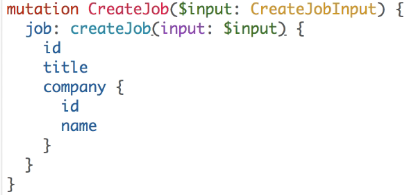 mutation CreateJob($input: CreateJobInput) {
  job: createJob(input: $input) {
    id
    title
    company {
      id
      name
    }
  }
}